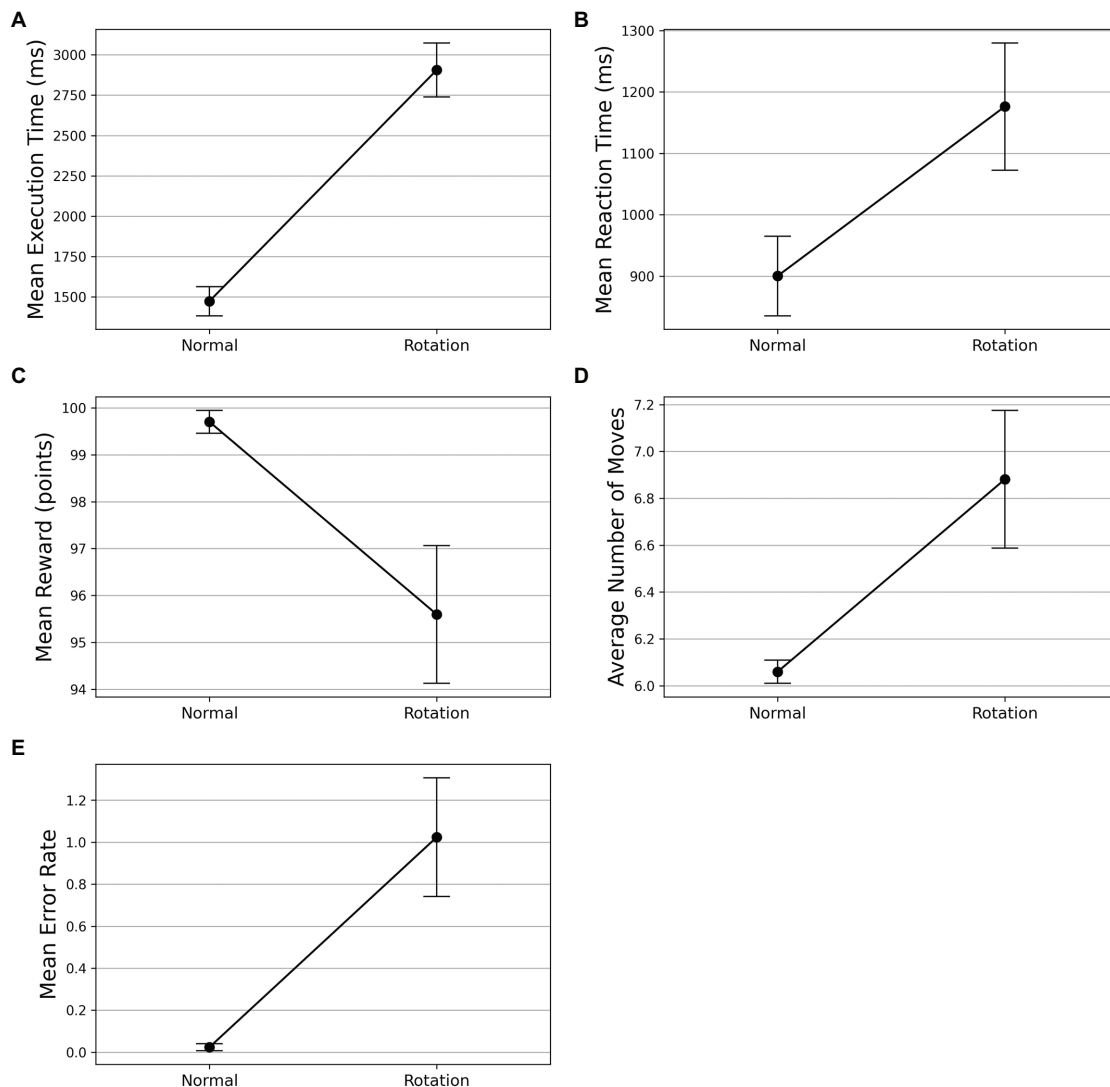 A
Mean Execution Time (ms)
3000
2750
2500
2250
2000
1750
1500
Normal
Rotation
B
Mean Reaction Time (ms)
1300
1200
1100
1000
900
Normal
Rotation
C
Mean Reward (points)
100
99
98
97
96
95
94
Normal
Rotation
D
Average Number of Moves
7.2
7.0
6.8
6.6
6.4
6.2
6.0
Normal
Rotation
E
Mean Error Rate
1.2
1.0
0.8
0.6
0.4
0.2
0.0
Normal
Rotation